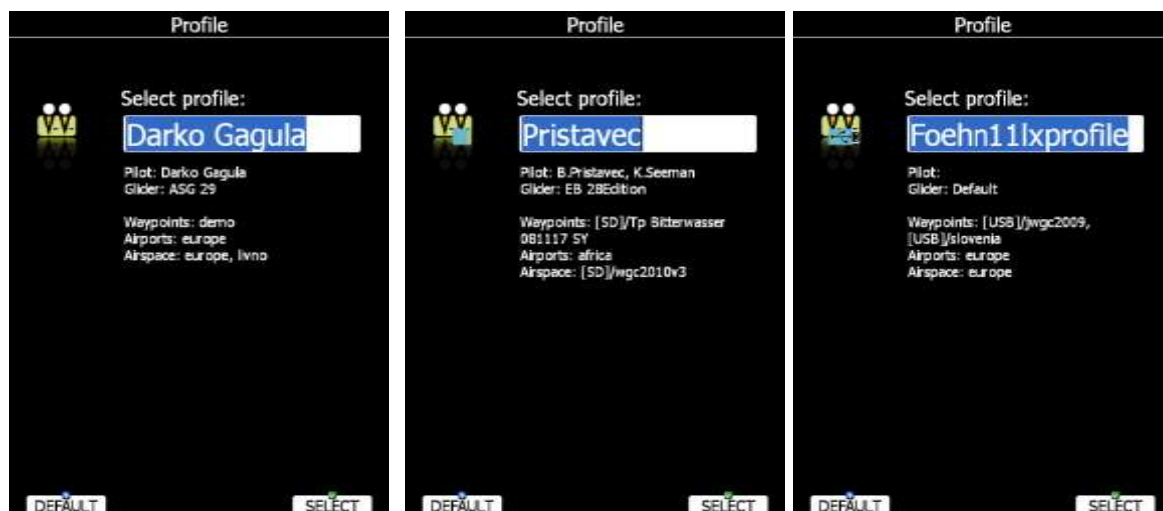 Profile
Select profile:
Darko Gagula
Pilot: Darko Gagula
Glider: ASG 29
Waypoints: demo
Airports: europe
Airspace: europe, livno
DEFAULT
SELECT
Profile
Select profile:
Pristavec
Pilot: B.Pristavec, K.Seeman
Glider: EB 28Edition
Waypoints: [SD]/Tp Bitterwasser
081117 SY
Airports: africa
Airspace: [SD]/wgc2010v3
DEFAULT
SELECT
Profile
Select profile:
Foehn11lxprofile
Pilot:
Glider: Default
Waypoints: [USB]/jwgc2009,
[USB]/slovenia
Airports: europe
Airspace: europe
DEFAULT
SELECT